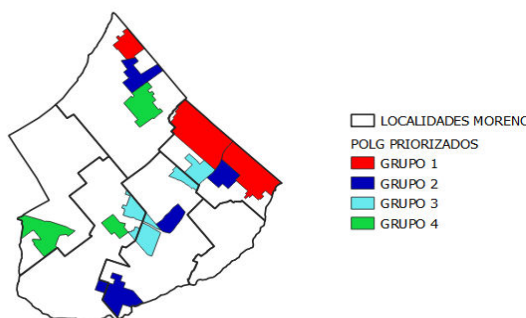 LOCALIDADES MORENO
POLG PRIORIZADOS
GRUPO 1
GRUPO 2
GRUPO 3
GRUPO 4